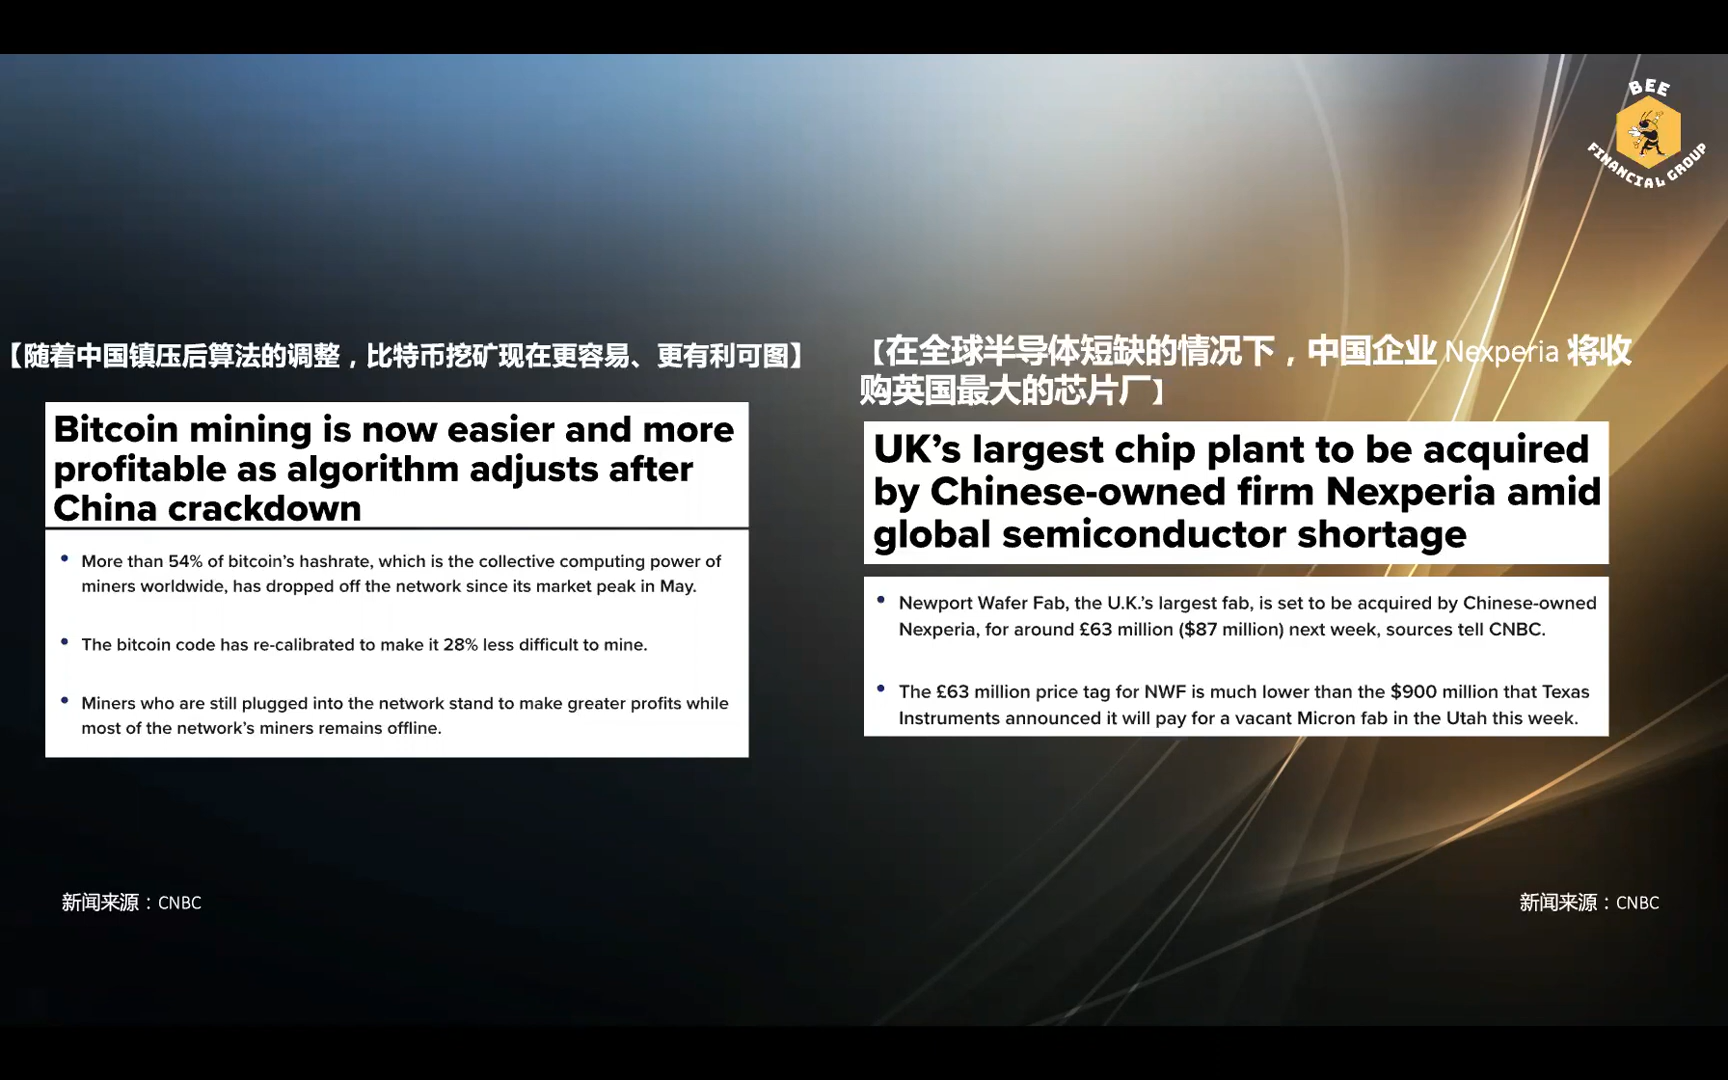 BEE
FINANCIAL GROUP
【随着中国镇压后算法的调整，比特币挖矿现在更容易、更有利可图】
Bitcoin mining is now easier and more
profitable as algorithm adjusts after
China crackdown
• More than 54% of bitcoin’s hashrate, which is the collective computing power of
miners worldwide, has dropped off the network since its market peak in May.
• The bitcoin code has re-calibrated to make it 28% less difficult to mine.
• Miners who are still plugged into the network stand to make greater profits while
most of the network’s miners remains offline.
新闻来源：CNBC
【在全球半导体短缺的情况下，中国企业 Nexperia 将收
购英国最大的芯片厂】
UK’s largest chip plant to be acquired
by Chinese-owned firm Nexperia amid
global semiconductor shortage
• Newport Wafer Fab, the U.K.’s largest fab, is set to be acquired by Chinese-owned
Nexperia, for around £63 million ($87 million) next week, sources tell CNBC.
• The £63 million price tag for NWF is much lower than the $900 million that Texas
Instruments announced it will pay for a vacant Micron fab in the Utah this week.
新闻来源：CNBC